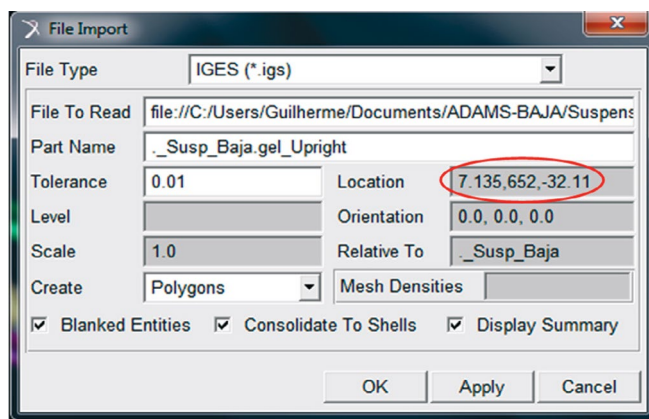 File Import
File Type IGES (*.igs)
File To Read file://C:/Users/Guilherme/Documents/ADAMS-BAJA/Suspens
Part Name ._Susp_Baja.gel_Upright
Tolerance 0.01 Location 7.135,652,-32.11
Level Orientation 0.0, 0.0, 0.0
Scale 1.0 Relative To ._Susp_Baja
Create Polygons Mesh Densities
Blanked Entities Consolidate To Shells Display Summary
OK Apply Cancel